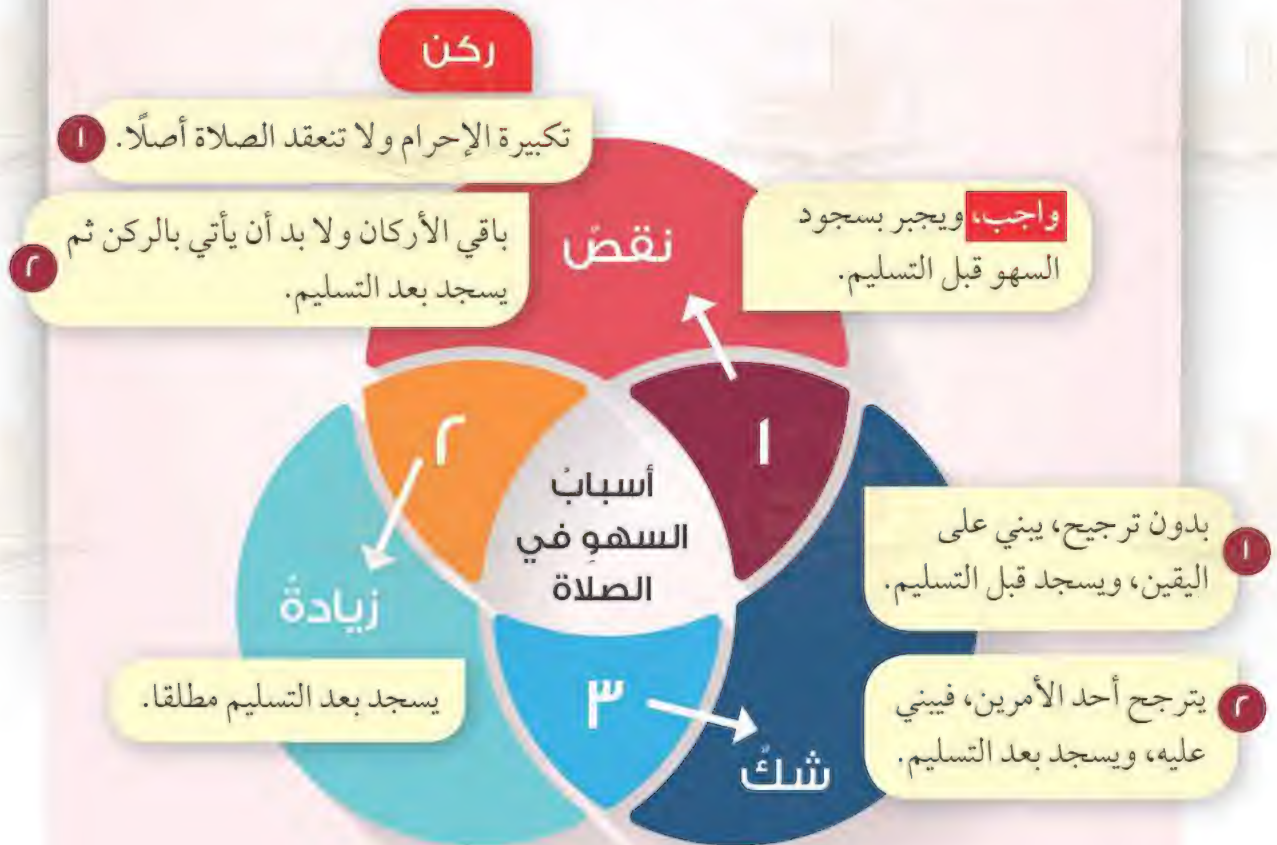 ركن
١ تكبيرة الإحرام ولا تنعقد الصلاة أصلًا.
٢ باقي الأركان ولا بد أن يأتي بالركن ثم
يسجد بعد التسليم.
واجب، ويجبر بسجود
السهو قبل التسليم.
نقصٌ
١
٢
٣
أسبابُ
السهوِ في
الصلاة
زيادةٌ
يسجد بعد التسليم مطلقا.
شكٌ
١ بدون ترجيح، يبني على
اليقين، ويسجد قبل التسليم.
٢ يترجح أحد الأمرين، فيبني
عليه، ويسجد بعد التسليم.